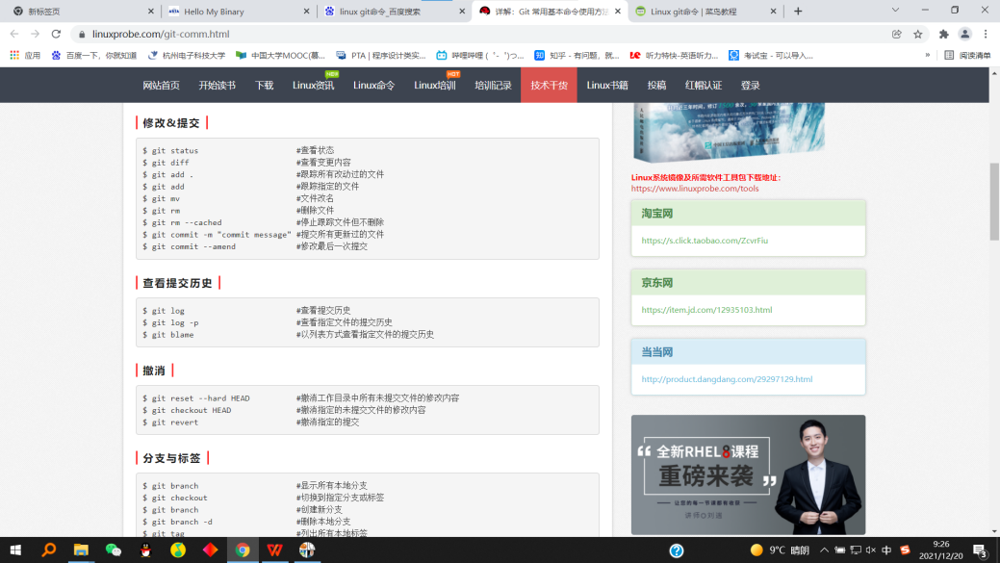 新标签页
Hello My Binary
linux git命令_百度搜索
详解：Git 常用基本命令使用方
Linux git命令 | 菜鸟教程
linuxprobe.com/git-comm.html
应用
百度一下，你就知道
杭州电子科技大学
中国大学MOOC(慕...
PTA | 程序设计类实...
哔哩哔哩 (゜-゜)つ...
知乎 - 有问题，就...
听力特快-英语听力...
考试宝 - 可以导入...
阅读清单
网站首页 开始读书 下载 Linux资讯 Linux命令 Linux培训 培训记录 技术干货 Linux书籍 投稿 红帽认证 登录
NEW
HOT
修改&提交
$ git status #查看状态
$ git diff #查看变更内容
$ git add . #跟踪所有改动过的文件
$ git add #跟踪指定的文件
$ git mv #文件改名
$ git rm #删除文件
$ git rm --cached #停止跟踪文件但不删除
$ git commit -m "commit message" #提交所有更新过的文件
$ git commit --amend #修改最后一次提交
查看提交历史
$ git log #查看提交历史
$ git log -p #查看指定文件的提交历史
$ git blame #以列表方式查看指定文件的提交历史
撤消
$ git reset --hard HEAD #撤消工作目录中所有未提交文件的修改内容
$ git checkout HEAD #撤消指定的未提交文件的修改内容
$ git revert #撤消指定的提交
分支与标签
$ git branch #显示所有本地分支
$ git checkout #切换到指定分支或标签
$ git branch #创建新分支
$ git branch -d #删除本地分支
$ git tag #列出所有本地标签
Linux系统镜像及所需软件工具包下载地址：
https://www.linuxprobe.com/tools
淘宝网
https://s.click.taobao.com/ZcvrFiu
京东网
https://item.jd.com/12935103.html
当当网
http://product.dangdang.com/29297129.html
全新RHEL8课程
重磅来袭
让您的每一节课都有收获
讲师@刘遄
9°C 晴朗
中
9:26
2021/12/20
3